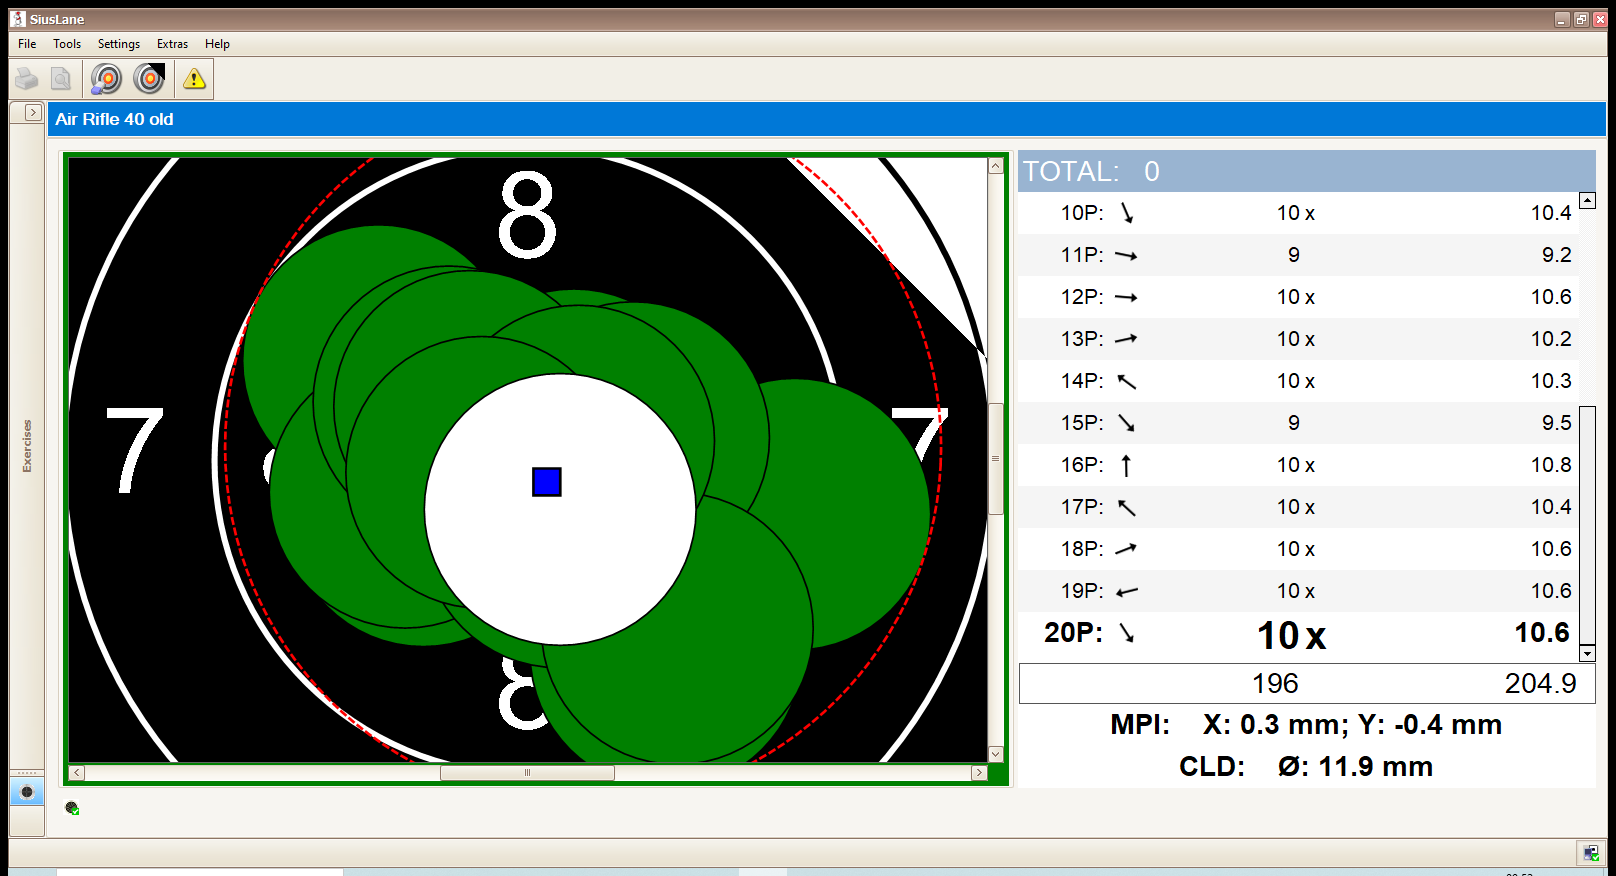 SiusLane
File Tools Settings Extras Help
Exercises
Air Rifle 40 old
8
7
7
8
TOTAL: 0
10P: 10 x 10.4
11P: 9 9.2
12P: 10 x 10.6
13P: 10 x 10.2
14P: 10 x 10.3
15P: 9 9.5
16P: 10 x 10.8
17P: 10 x 10.4
18P: 10 x 10.6
19P: 10 x 10.6
20P: 10 x 10.6
196 204.9
MPI: X: 0.3 mm; Y: -0.4 mm
CLD: Ø: 11.9 mm